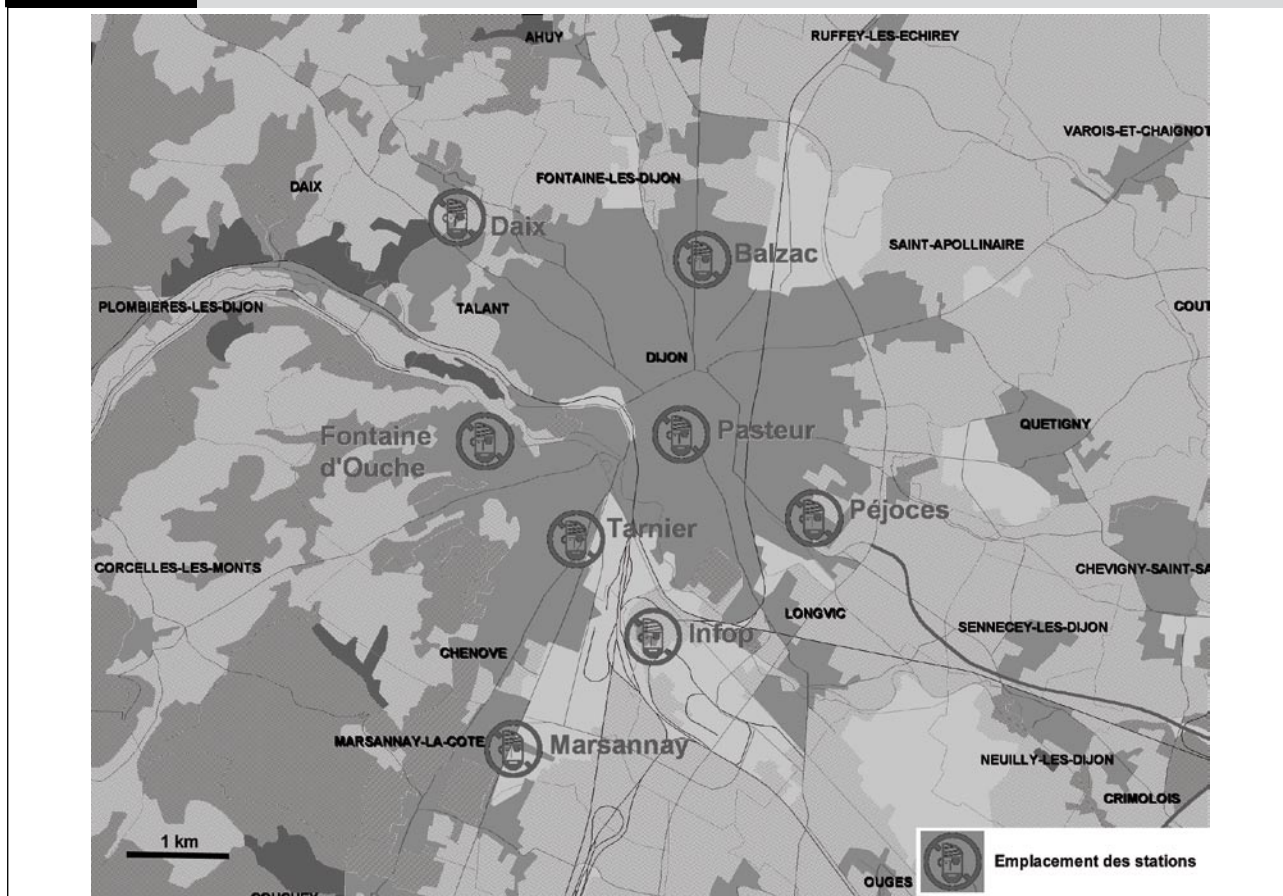 AHUY
RUFFEY-LES-ECHIREY
VAROIS-ET-CHAIGNOT
DAIX
FONTAINE-LES-DIJON
Daix
Balzac
SAINT-APOLLINAIRE
PLOMBIERES-LES-DIJON
TALANT
COUT
DIJON
QUETIGNY
Fontaine
d'Ouche
Pasteur
Péjoces
Tarnier
CORCELLES-LES-MONTS
CHEVIGNY-SAINT-SA
LONGVIC
SENNECEY-LES-DIJON
Infop
CHENOVE
MARSANNAY-LA-COTE
Marsannay
NEUILLY-LES-DIJON
CRIMOLOIS
1 km
Emplacement des stations
OUGES
COUCHEY